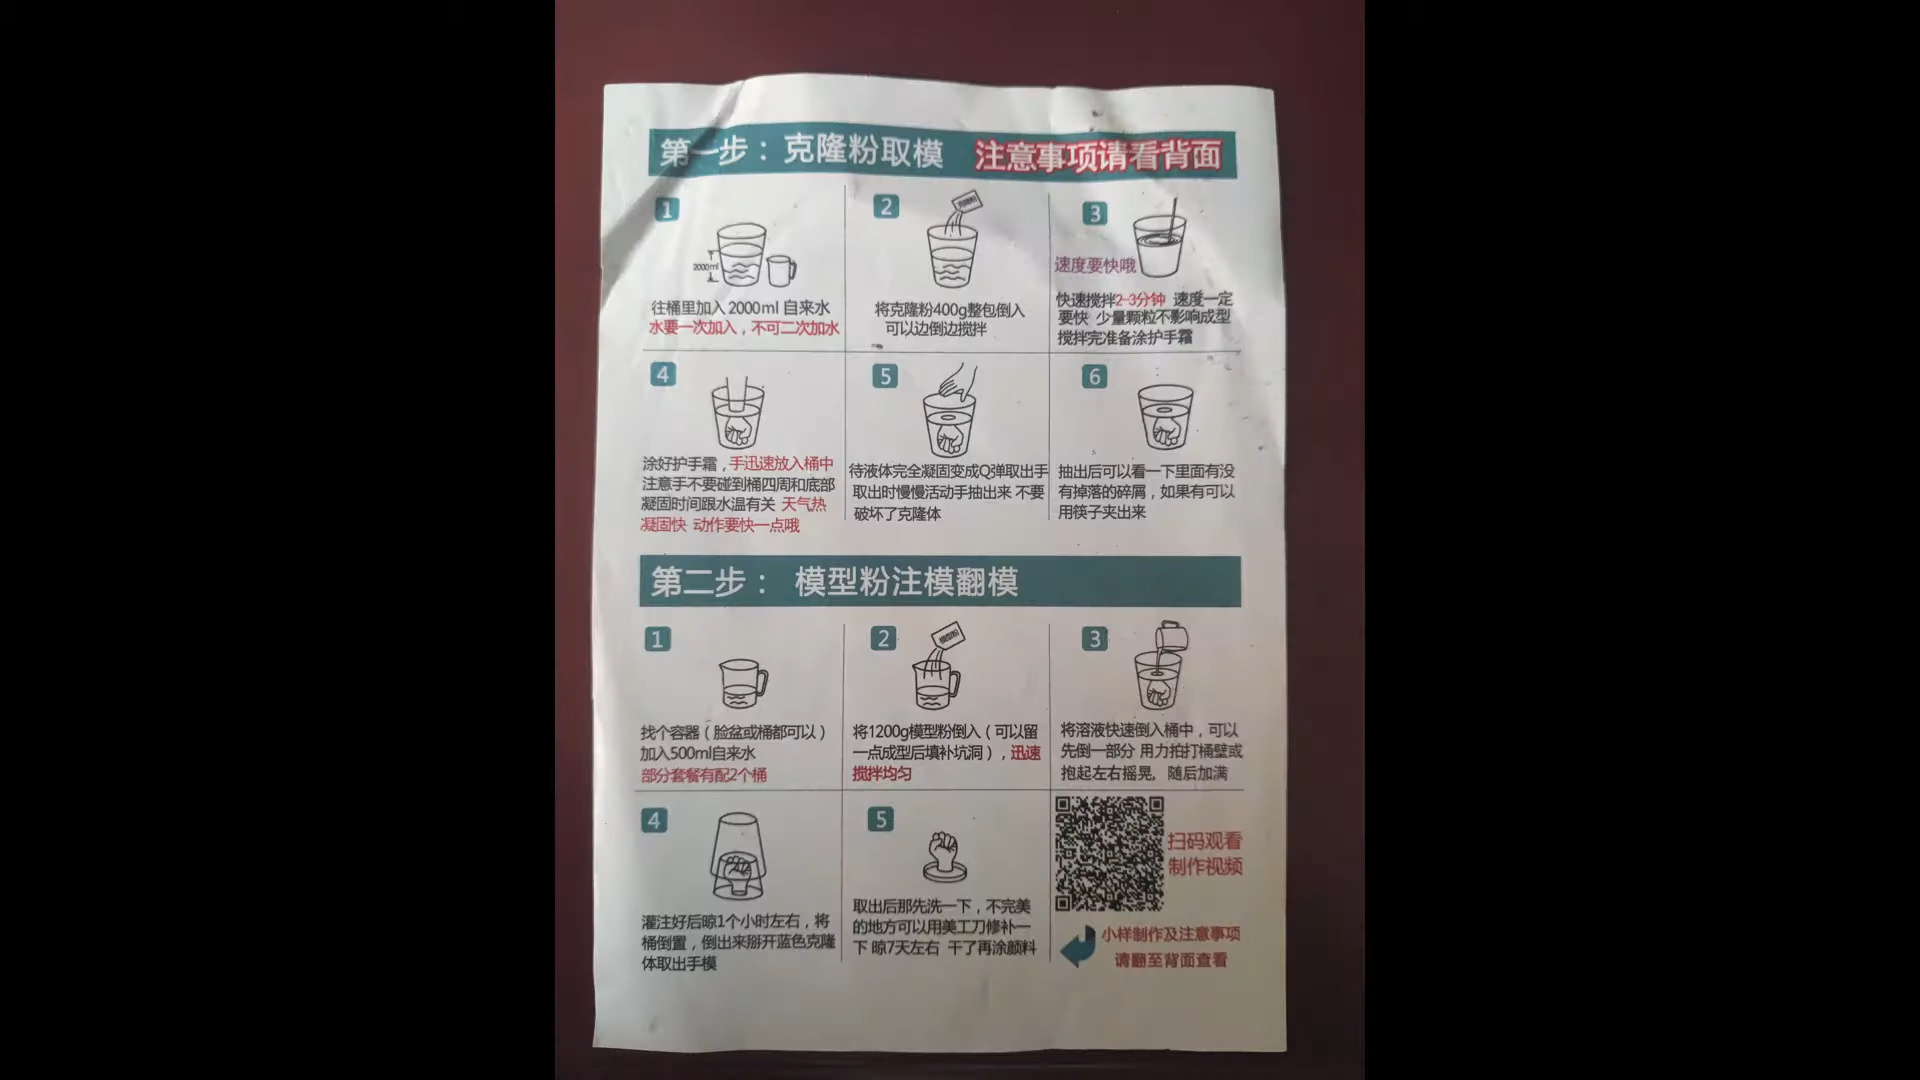 第一步：克隆粉取模 注意事项请看背面
1
2000ml
往桶里加入 2000ml 自来水
水要一次加入，不可二次加水
2
克隆粉
将克隆粉400g整包倒入
可以边倒边搅拌
3
速度要快哦
快速搅拌2-3分钟 速度一定
要快 少量颗粒不影响成型
搅拌完准备涂护手霜
4
涂好护手霜，手迅速放入桶中
注意手不要碰到桶四周和底部
凝固时间跟水温有关 天气热
凝固快 动作要快一点哦
5
待液体完全凝固变成Q弹取出手
取出时慢慢活动手抽出来 不要
破坏了克隆体
6
抽出后可以看一下里面有没
有掉落的碎屑，如果有可以
用筷子夹出来
第二步： 模型粉注模翻模
1
找个容器（脸盆或桶都可以）
加入500ml自来水
部分套餐有配2个桶
2
模型粉
将1200g模型粉倒入（可以留
一点成型后填补坑洞），迅速
搅拌均匀
3
将溶液快速倒入桶中，可以
先倒一部分 用力拍打桶壁或
抱起左右摇晃，随后加满
4
灌注好后晾1个小时左右，将
桶倒置，倒出来掰开蓝色克隆
体取出手模
5
取出后那先洗一下，不完美
的地方可以用美工刀修补一
下 晾7天左右 干了再涂颜料
扫码观看
制作视频
小样制作及注意事项
请翻至背面查看